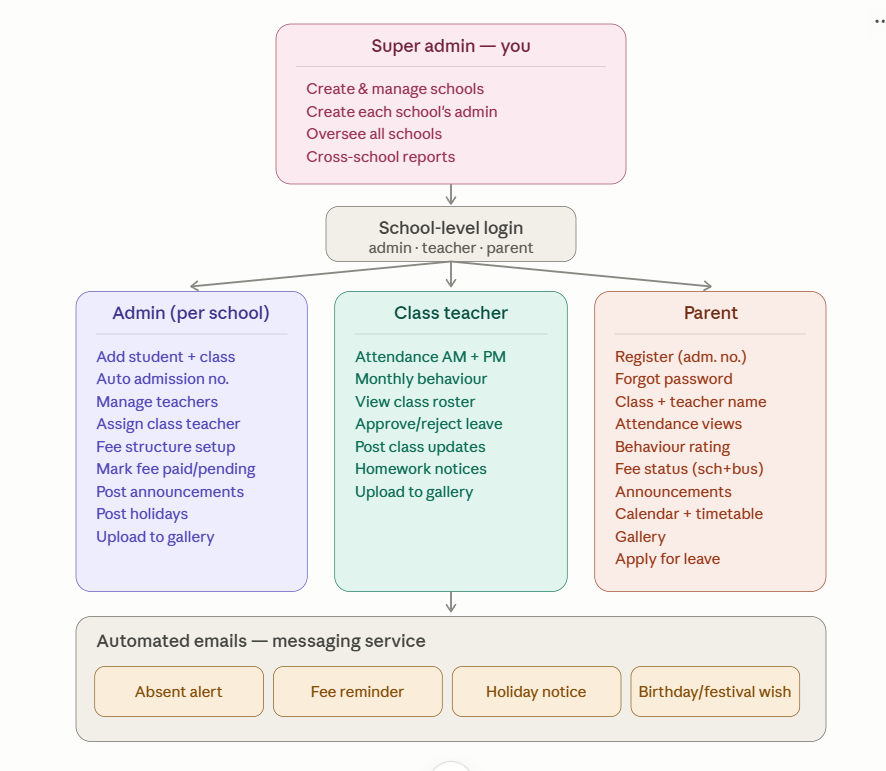 Super admin — you
Create & manage schools
Create each school's admin
Oversee all schools
Cross-school reports
School-level login
admin · teacher · parent
Admin (per school)
Add student + class
Auto admission no.
Manage teachers
Assign class teacher
Fee structure setup
Mark fee paid/pending
Post announcements
Post holidays
Upload to gallery
Class teacher
Attendance AM + PM
Monthly behaviour
View class roster
Approve/reject leave
Post class updates
Homework notices
Upload to gallery
Parent
Register (adm. no.)
Forgot password
Class + teacher name
Attendance views
Behaviour rating
Fee status (sch+bus)
Announcements
Calendar + timetable
Gallery
Apply for leave
Automated emails — messaging service
Absent alert
Fee reminder
Holiday notice
Birthday/festival wish